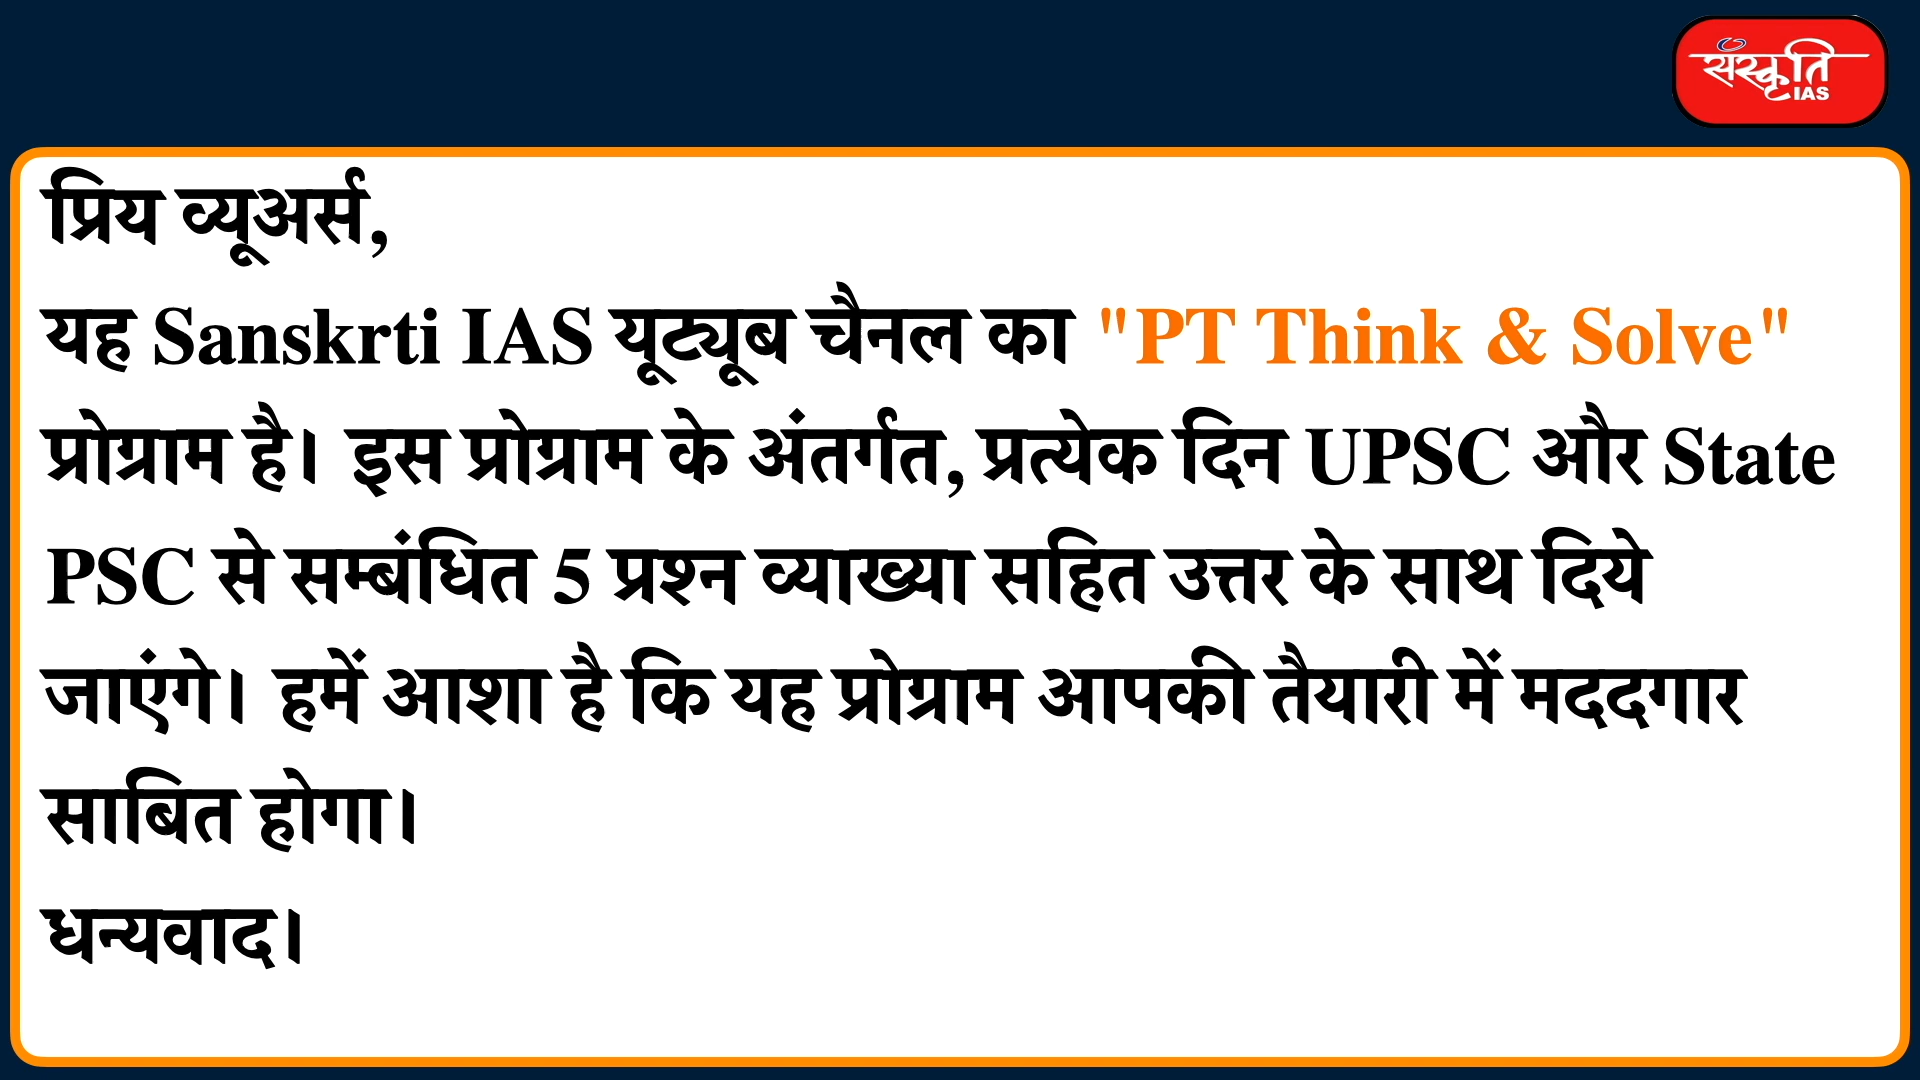 संस्कृति
IAS
प्रिय व्यूअर्स,
यह Sanskrti IAS यूट्यूब चैनल का "PT Think & Solve"
प्रोग्राम है। इस प्रोग्राम के अंतर्गत, प्रत्येक दिन UPSC और State
PSC से सम्बंधित 5 प्रश्न व्याख्या सहित उत्तर के साथ दिये
जाएंगे। हमें आशा है कि यह प्रोग्राम आपकी तैयारी में मददगार
साबित होगा।
धन्यवाद।